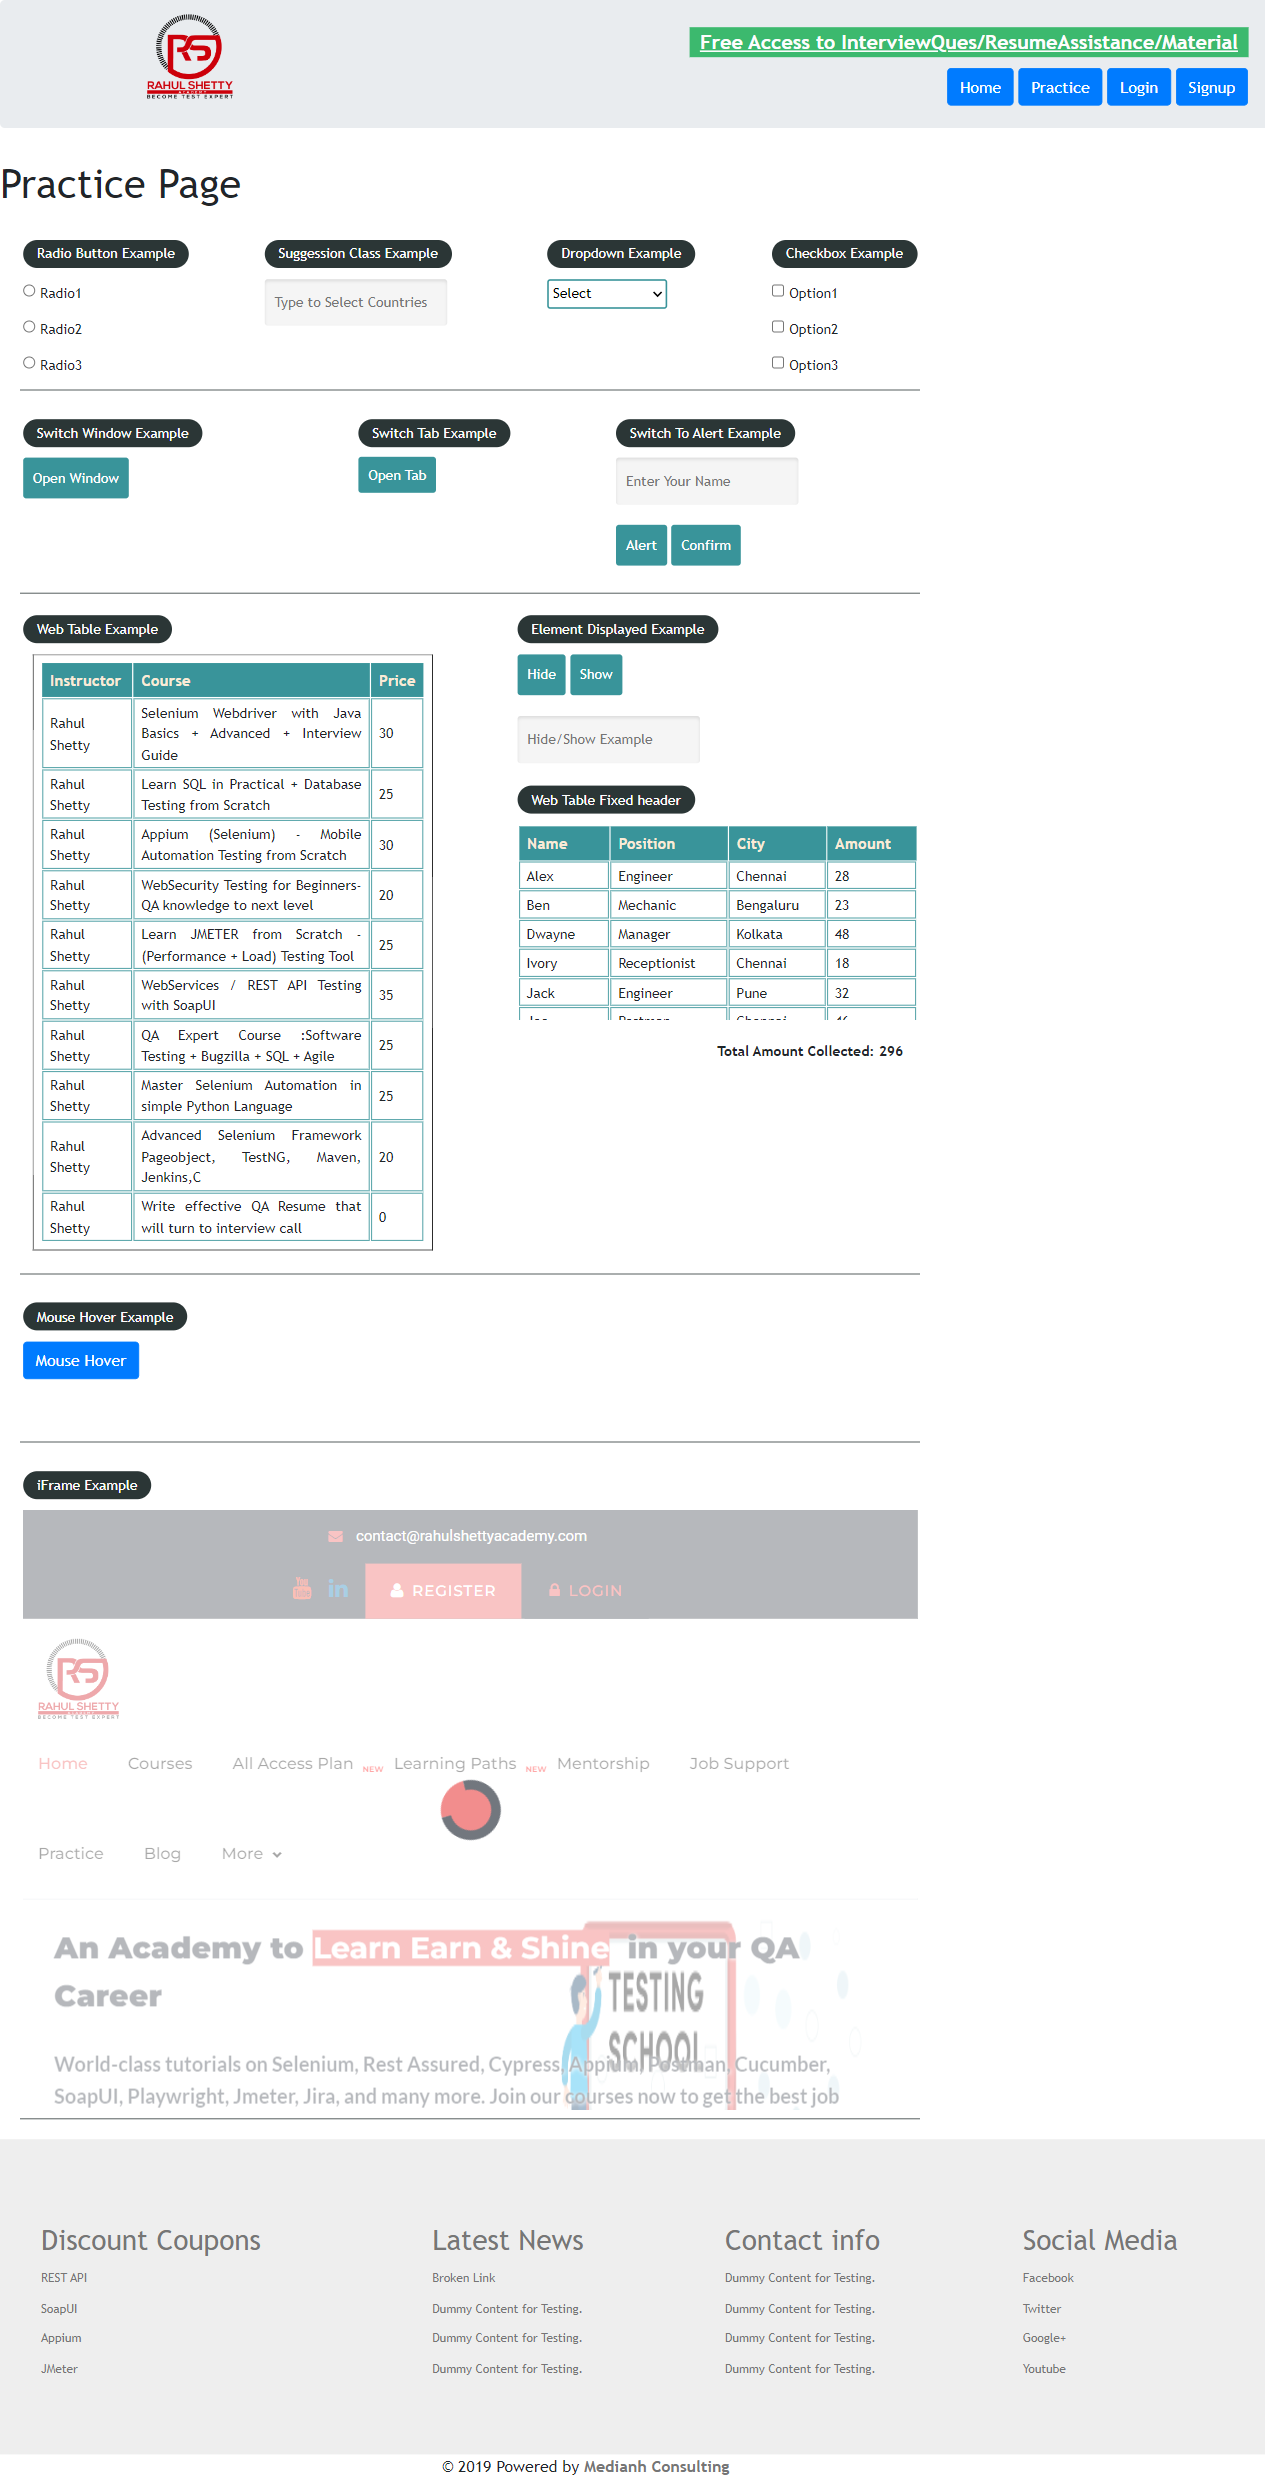 RAHUL SHETTY
ACADEMY
BECOME TEST EXPERT
Free Access to InterviewQues/ResumeAssistance/Material
Home Practice Login Signup
Practice Page
Radio Button Example
Radio1
Radio2
Radio3
Suggession Class Example
Type to Select Countries
Dropdown Example
Select
Checkbox Example
Option1
Option2
Option3
Switch Window Example
Open Window
Switch Tab Example
Open Tab
Switch To Alert Example
Enter Your Name
Alert Confirm
Web Table Example
Instructor Course Price
Rahul Shetty Selenium Webdriver with Java Basics + Advanced + Interview Guide 30
Rahul Shetty Learn SQL in Practical + Database Testing from Scratch 25
Rahul Shetty Appium (Selenium) - Mobile Automation Testing from Scratch 30
Rahul Shetty WebSecurity Testing for Beginners-QA knowledge to next level 20
Rahul Shetty Learn JMETER from Scratch - (Performance + Load) Testing Tool 25
Rahul Shetty WebServices / REST API Testing with SoapUI 35
Rahul Shetty QA Expert Course :Software Testing + Bugzilla + SQL + Agile 25
Rahul Shetty Master Selenium Automation in simple Python Language 25
Rahul Shetty Advanced Selenium Framework Pageobject, TestNG, Maven, Jenkins,C 20
Rahul Shetty Write effective QA Resume that will turn to interview call 0
Element Displayed Example
Hide Show
Hide/Show Example
Web Table Fixed header
Name Position City Amount
Alex Engineer Chennai 28
Ben Mechanic Bengaluru 23
Dwayne Manager Kolkata 48
Ivory Receptionist Chennai 18
Jack Engineer Pune 32
Total Amount Collected: 296
Mouse Hover Example
Mouse Hover
iFrame Example
contact@rahulshettyacademy.com
You Tube in REGISTER LOGIN
RAHUL SHETTY
ACADEMY
BECOME TEST EXPERT
Home Courses All Access Plan NEW Learning Paths NEW Mentorship Job Support
Practice Blog More
An Academy to Learn Earn & Shine in your QA
Career
TESTING
SCHOOL
World-class tutorials on Selenium, Rest Assured, Cypress, Appium, Postman, Cucumber,
SoapUI, Playwright, Jmeter, Jira, and many more. Join our courses now to get the best job
Discount Coupons
REST API
SoapUI
Appium
JMeter
Latest News
Broken Link
Dummy Content for Testing.
Dummy Content for Testing.
Dummy Content for Testing.
Contact info
Dummy Content for Testing.
Dummy Content for Testing.
Dummy Content for Testing.
Dummy Content for Testing.
Social Media
Facebook
Twitter
Google+
Youtube
© 2019 Powered by Medianh Consulting